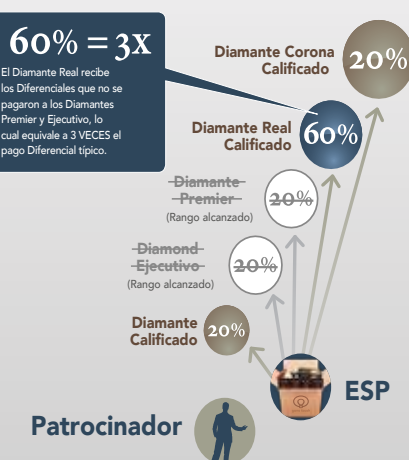 60% = 3x
El Diamante Real recibe
los Diferenciales que no se
pagaron a los Diamantes
Premier y Ejecutivo, lo
cual equivale a 3 VECES el
pago Diferencial típico.
Diamante Corona
Calificado
20%
Diamante Real
Calificado
60%
Diamante
Premier
(Rango alcanzado)
20%
Diamond
Ejecutivo
(Rango alcanzado)
20%
Diamante
Calificado
20%
ESP
Patrocinador